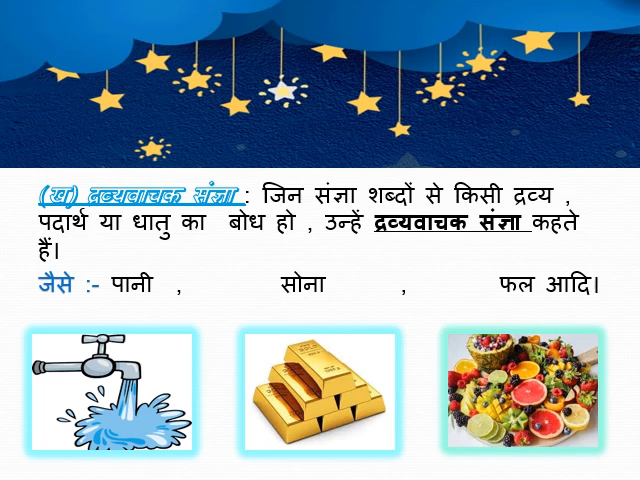 (ख) द्रव्यवाचक संज्ञा : जिन संज्ञा शब्दों से किसी द्रव्य ,
पदार्थ या धातु का बोध हो , उन्हें द्रव्यवाचक संज्ञा कहते
हैं।
जैसे :- पानी , सोना , फल आदि।